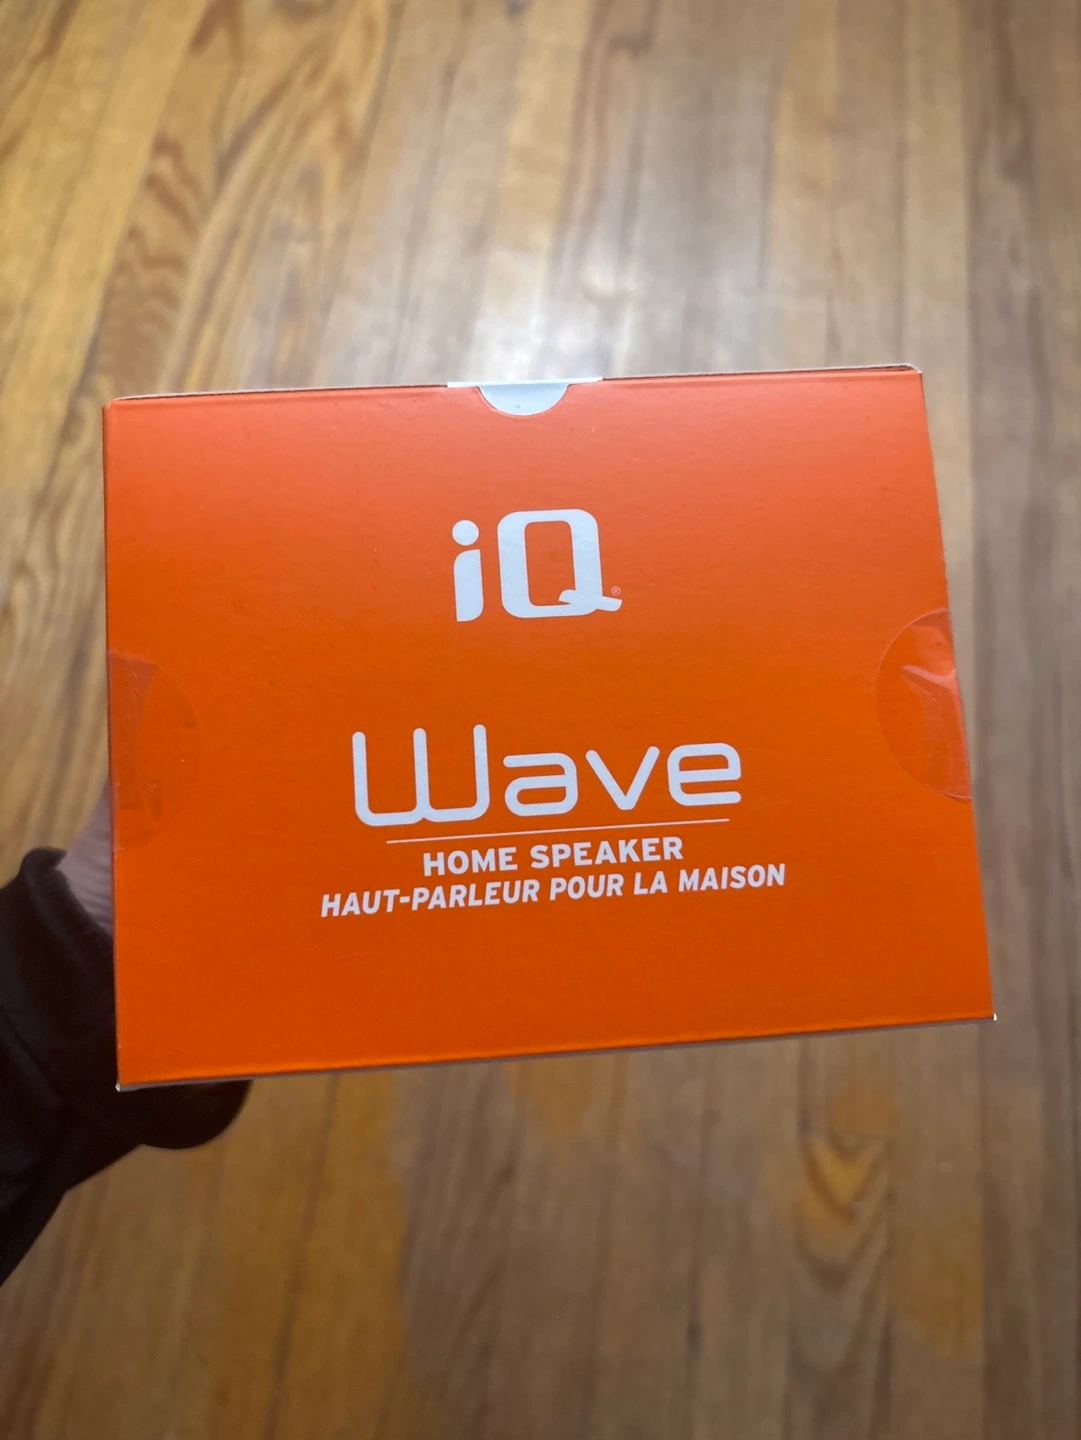 iQ®
Wave
HOME SPEAKER
HAUT-PARLEUR POUR LA MAISON